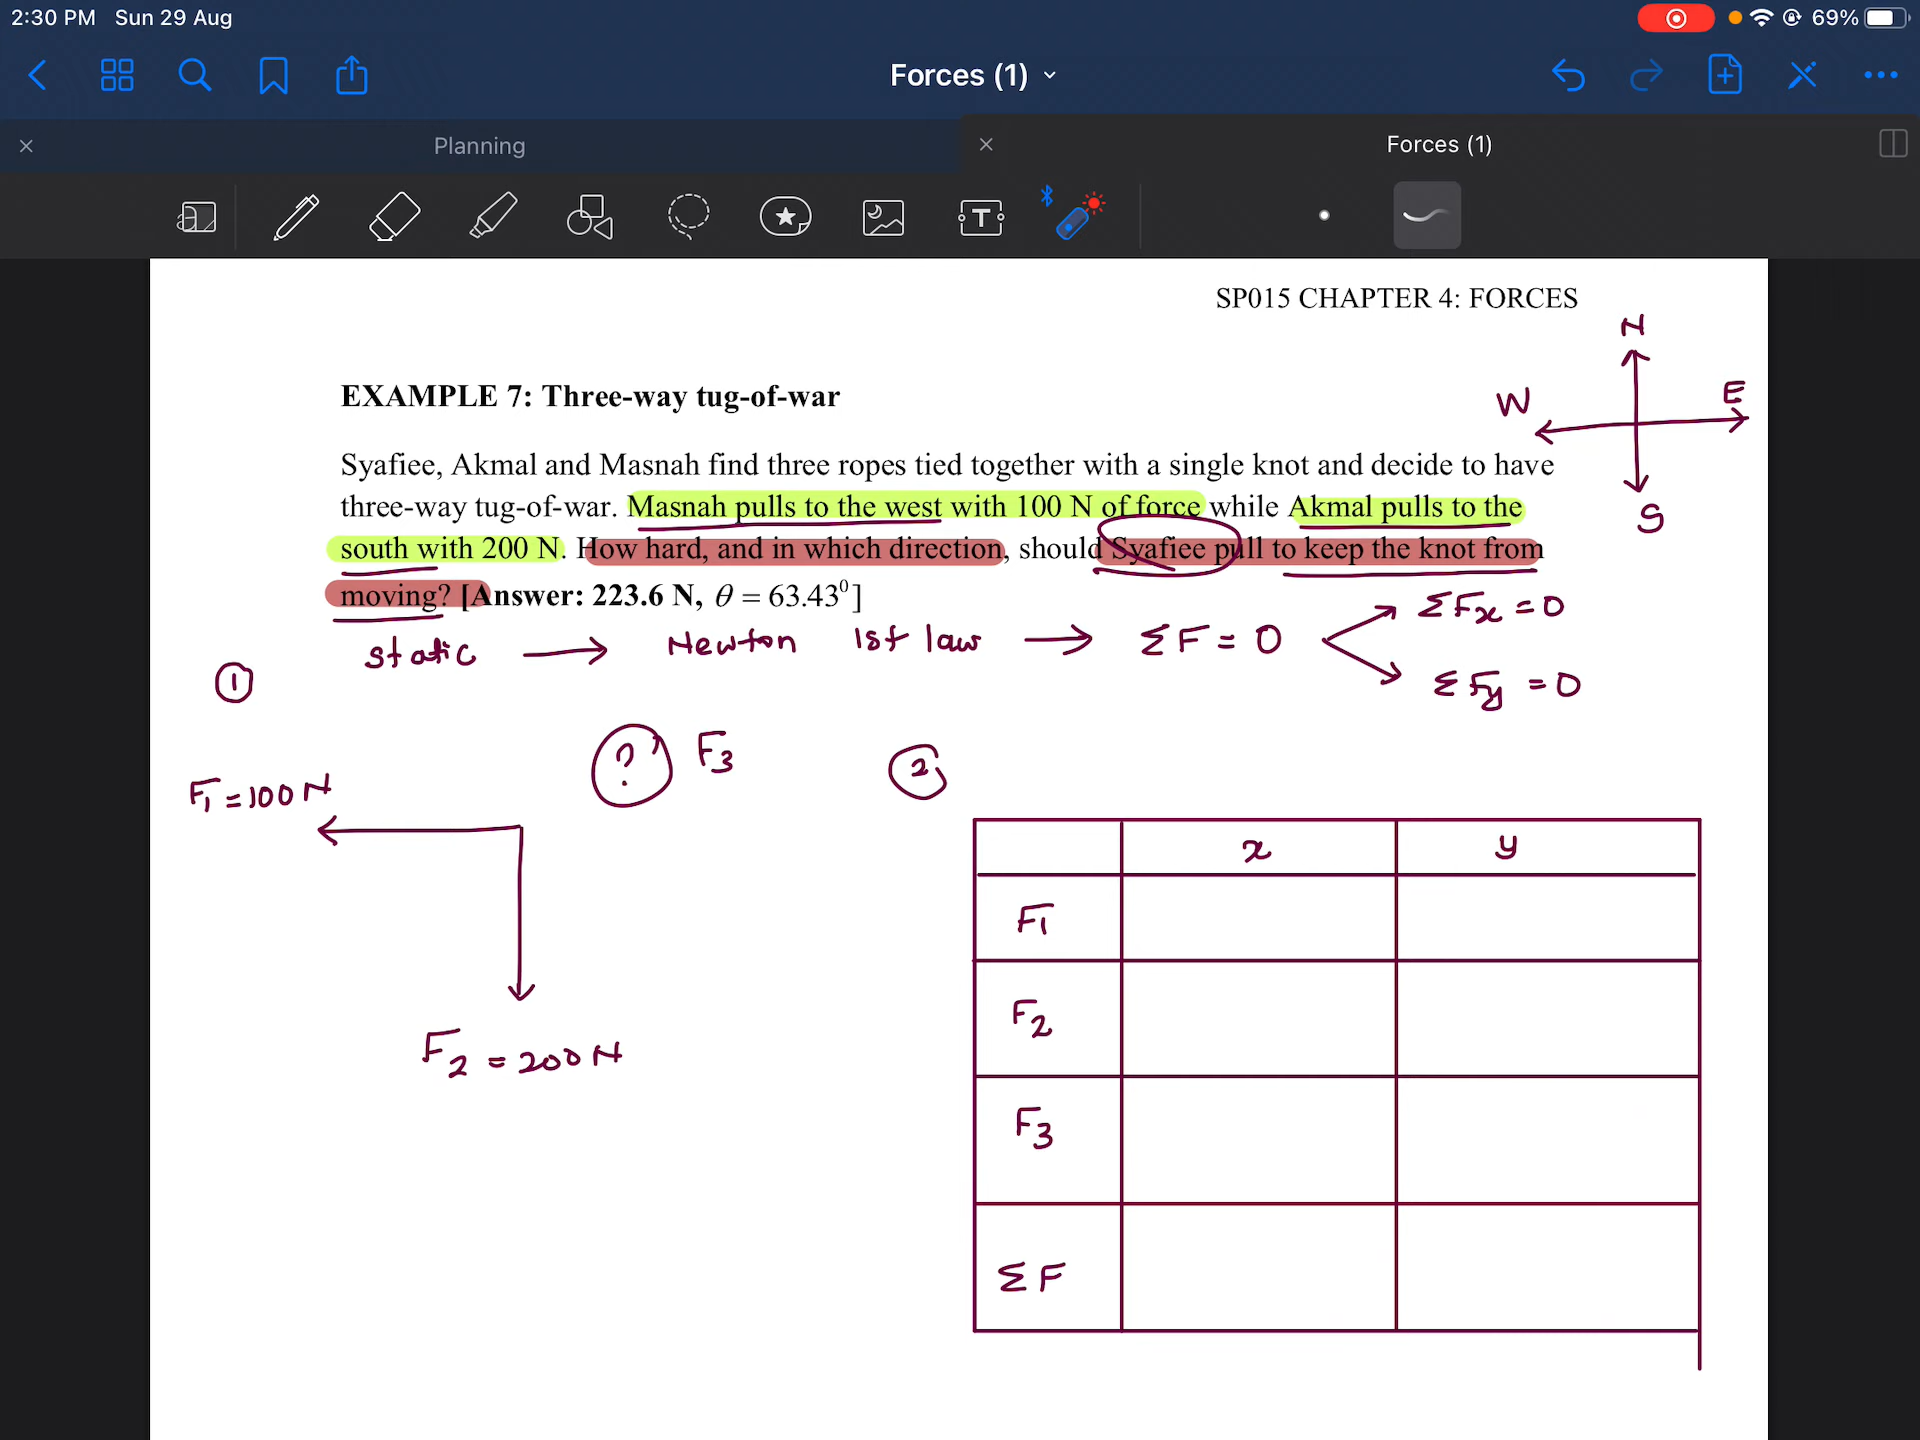 2:30 PM Sun 29 Aug
69%
Forces (1)
Planning
Forces (1)
SP015 CHAPTER 4: FORCES
N
W
E
S
EXAMPLE 7: Three-way tug-of-war
Syafiee, Akmal and Masnah find three ropes tied together with a single knot and decide to have
three-way tug-of-war. Masnah pulls to the west with 100 N of force while Akmal pulls to the
south with 200 N. How hard, and in which direction, should Syafiee pull to keep the knot from
moving? [Answer: 223.6 N, θ = 63.43⁰]
static → Newton 1st law → ΣF = 0
ΣFx = 0
ΣFy = 0
①
? F₃
②
F₁ = 100 N
F₂ = 200 N
x y
F₁
F₂
F₃
ΣF